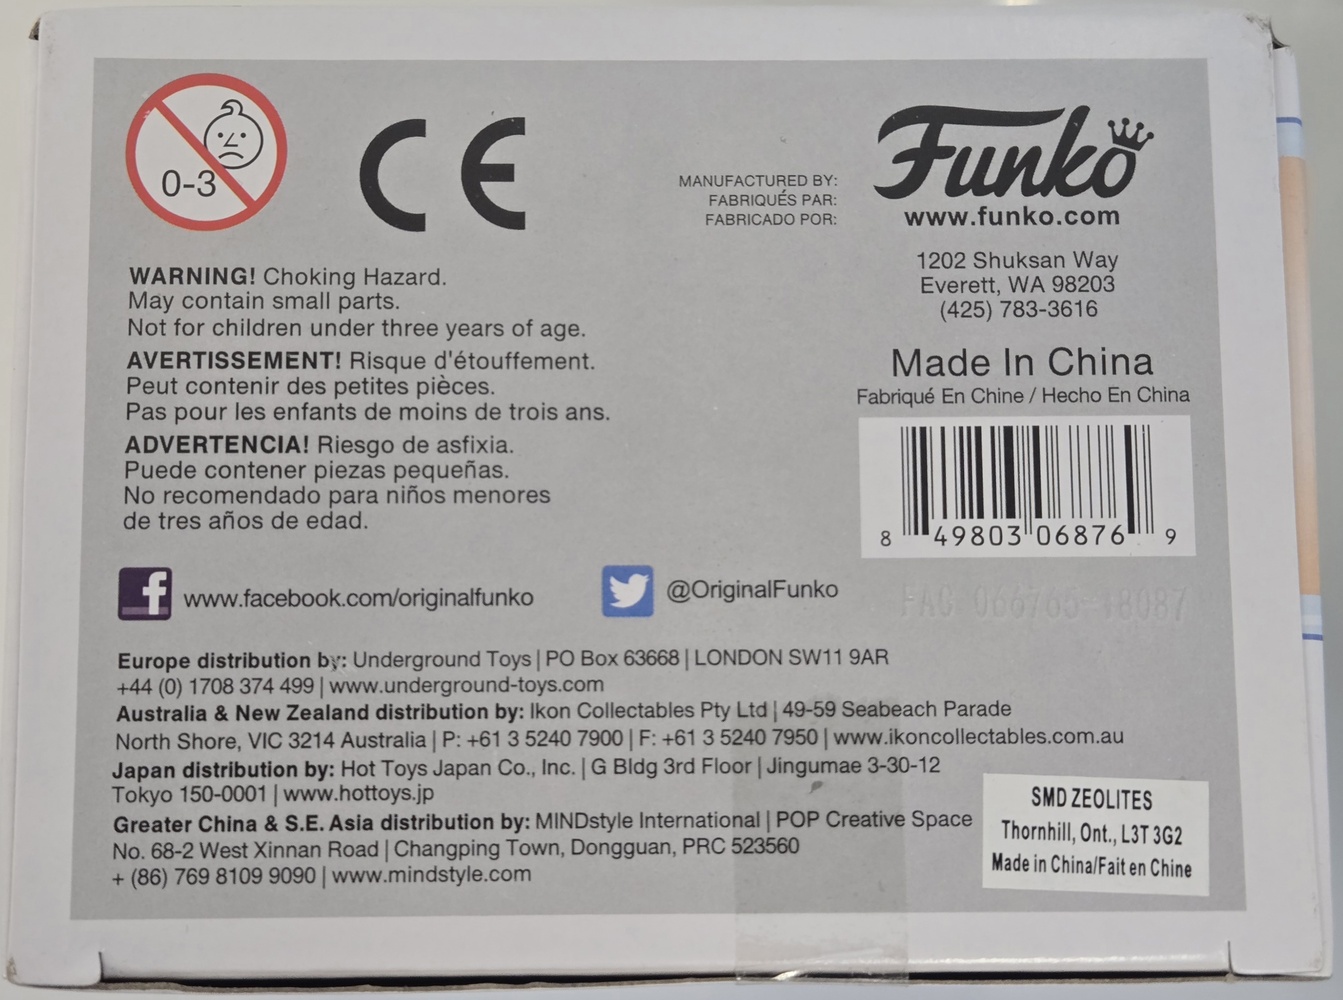 0-3
CE
MANUFACTURED BY:
FABRIQUÉS PAR:
FABRICADO POR:
Funko
www.funko.com
1202 Shuksan Way
Everett, WA 98203
(425) 783-3616
Made In China
Fabriqué En Chine / Hecho En China
8 49803 06876 9
WARNING! Choking Hazard.
May contain small parts.
Not for children under three years of age.
AVERTISSEMENT! Risque d'étouffement.
Peut contenir des petites pièces.
Pas pour les enfants de moins de trois ans.
ADVERTENCIA! Riesgo de asfixia.
Puede contener piezas pequeñas.
No recomendado para niños menores
de tres años de edad.
f www.facebook.com/originalfunko
@OriginalFunko
FAC-066765-18087
Europe distribution by: Underground Toys | PO Box 63668 | LONDON SW11 9AR
+44 (0) 1708 374 499 | www.underground-toys.com
Australia & New Zealand distribution by: Ikon Collectables Pty Ltd | 49-59 Seabeach Parade
North Shore, VIC 3214 Australia | P: +61 3 5240 7900 | F: +61 3 5240 7950 | www.ikoncollectables.com.au
Japan distribution by: Hot Toys Japan Co., Inc. | G Bldg 3rd Floor | Jingumae 3-30-12
Tokyo 150-0001 | www.hottoys.jp
Greater China & S.E. Asia distribution by: MINDstyle International | POP Creative Space
No. 68-2 West Xinnan Road | Changping Town, Dongguan, PRC 523560
+ (86) 769 8109 9090 | www.mindstyle.com
SMD ZEOLITES
Thornhill, Ont., L3T 3G2
Made in China/Fait en Chine